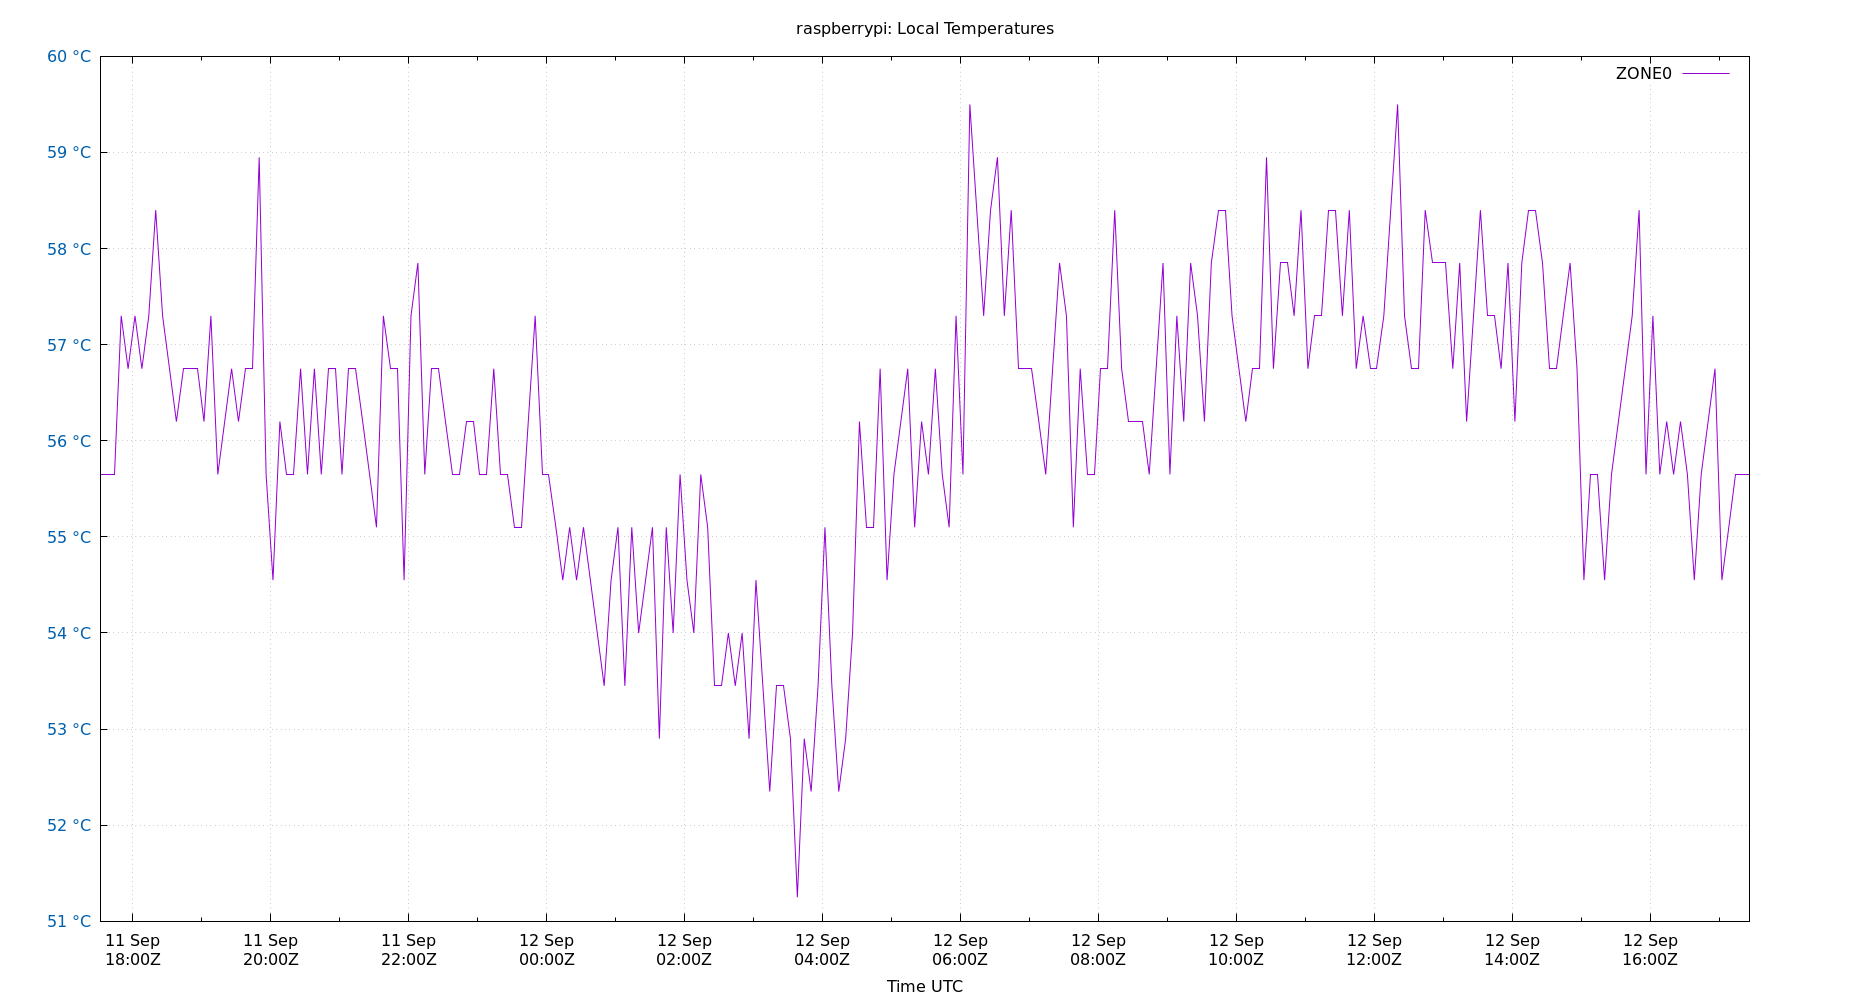 raspberrypi: Local Temperatures
60 °C
ZONE0
59 °C
58 °C
57 °C
56 °C
55 °C
54 °C
53 °C
52 °C
51 °C
11 Sep 11 Sep 11 Sep 12 Sep 12 Sep 12 Sep 12 Sep 12 Sep 12 Sep 12 Sep 12 Sep 12 Sep
18:00Z 20:00Z 22:00Z 00:00Z 02:00Z 04:00Z 06:00Z 08:00Z 10:00Z 12:00Z 14:00Z 16:00Z
Time UTC